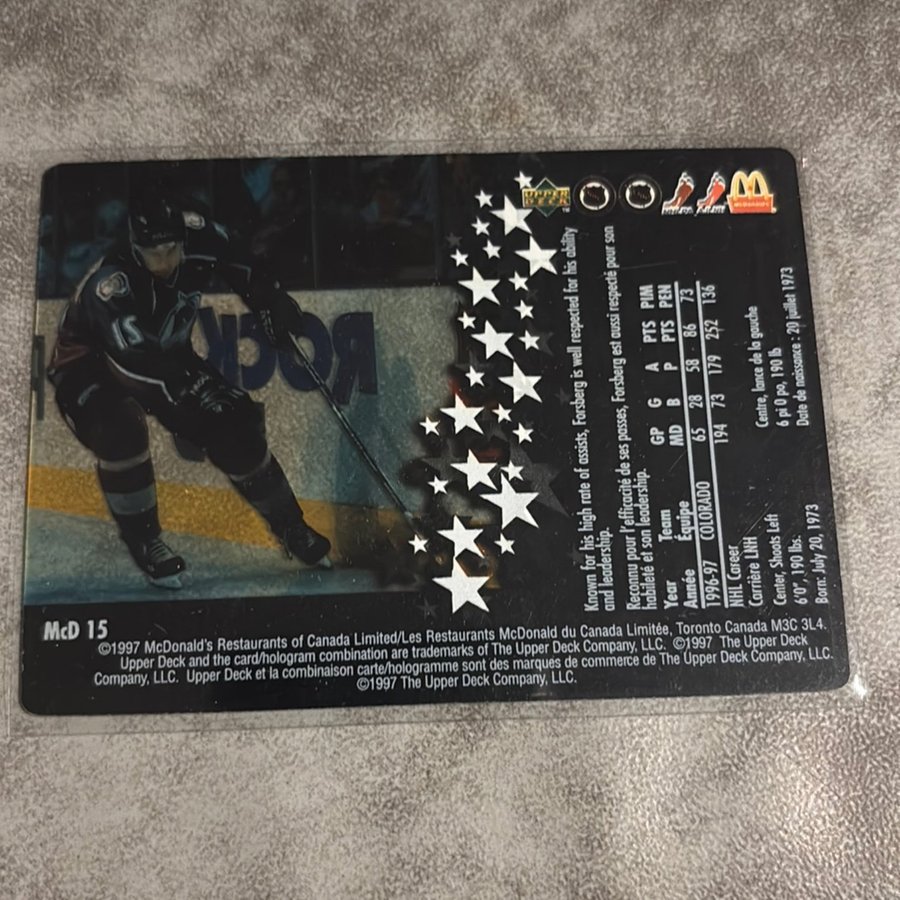 UPPER DECK
McDONALD'S
15
ROCK
Known for his high rate of assists, Forsberg is well respected for his ability
and leadership.
Reconnu pour l'efficacité de ses passes, Forsberg est aussi respecté pour son
habileté et son leadership.
Year Team GP G A PTS PIM
Année Équipe MD B P PTS PEN
1996-97 COLORADO 65 28 58 86 73
NHL Career 194 73 179 252 136
Carrière LNH
Center, Shoots Left
6'0", 190 lbs.
Born: July 20, 1973
Centre, lance de la gauche
6 pi 0 po, 190 lb
Date de naissance : 20 juillet 1973
McD 15
©1997 McDonald's Restaurants of Canada Limited/Les Restaurants McDonald du Canada Limitée, Toronto Canada M3C 3L4.
Upper Deck and the card/hologram combination are trademarks of The Upper Deck Company, LLC. ©1997 The Upper Deck
Company, LLC. Upper Deck et la combinaison carte/hologramme sont des marques de commerce de The Upper Deck Company, LLC.
©1997 The Upper Deck Company, LLC.